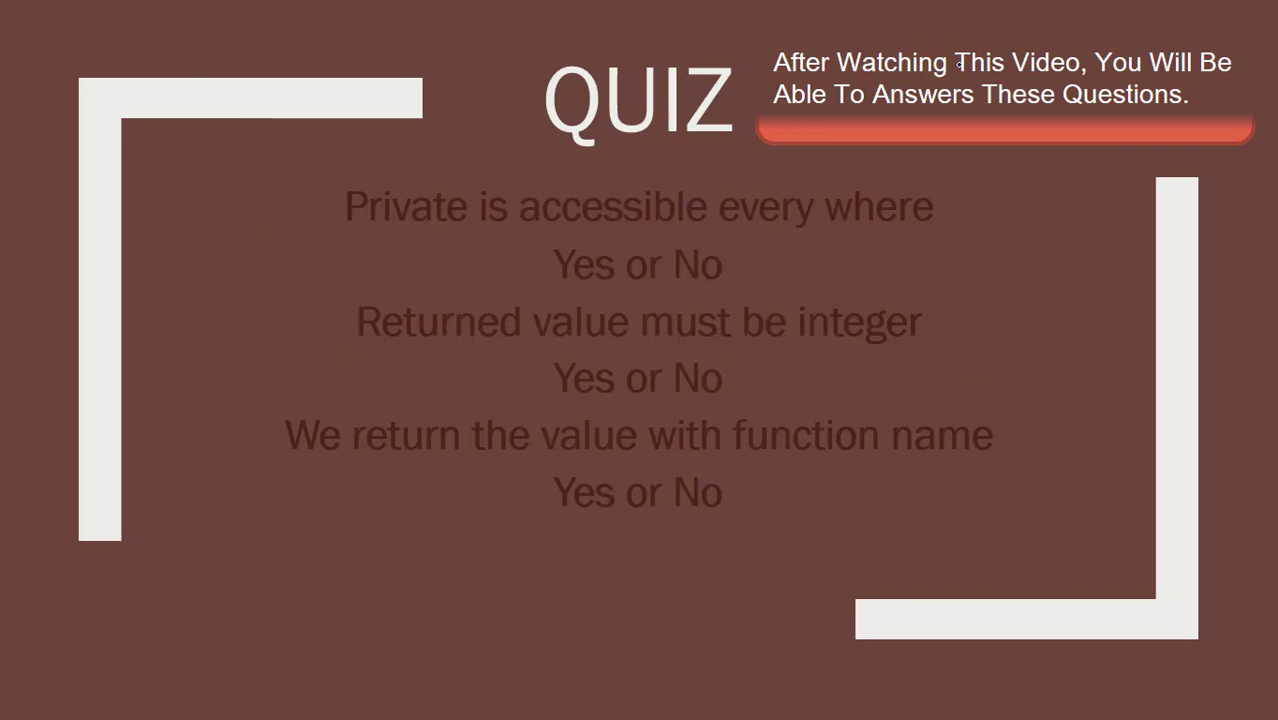 QUIZ
After Watching This Video, You Will Be
Able To Answers These Questions.
Private is accessible every where
Yes or No
Returned value must be integer
Yes or No
We return the value with function name
Yes or No